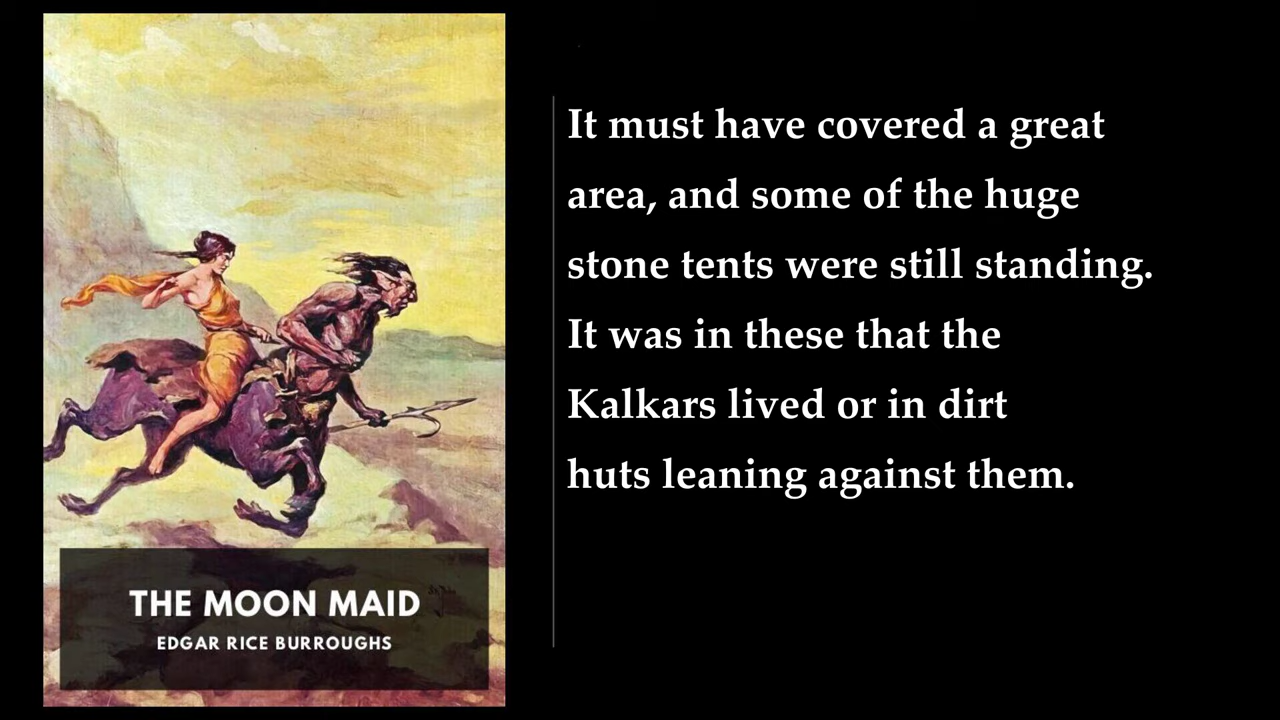 THE MOON MAID
EDGAR RICE BURROUGHS
It must have covered a great
area, and some of the huge
stone tents were still standing.
It was in these that the
Kalkars lived or in dirt
huts leaning against them.